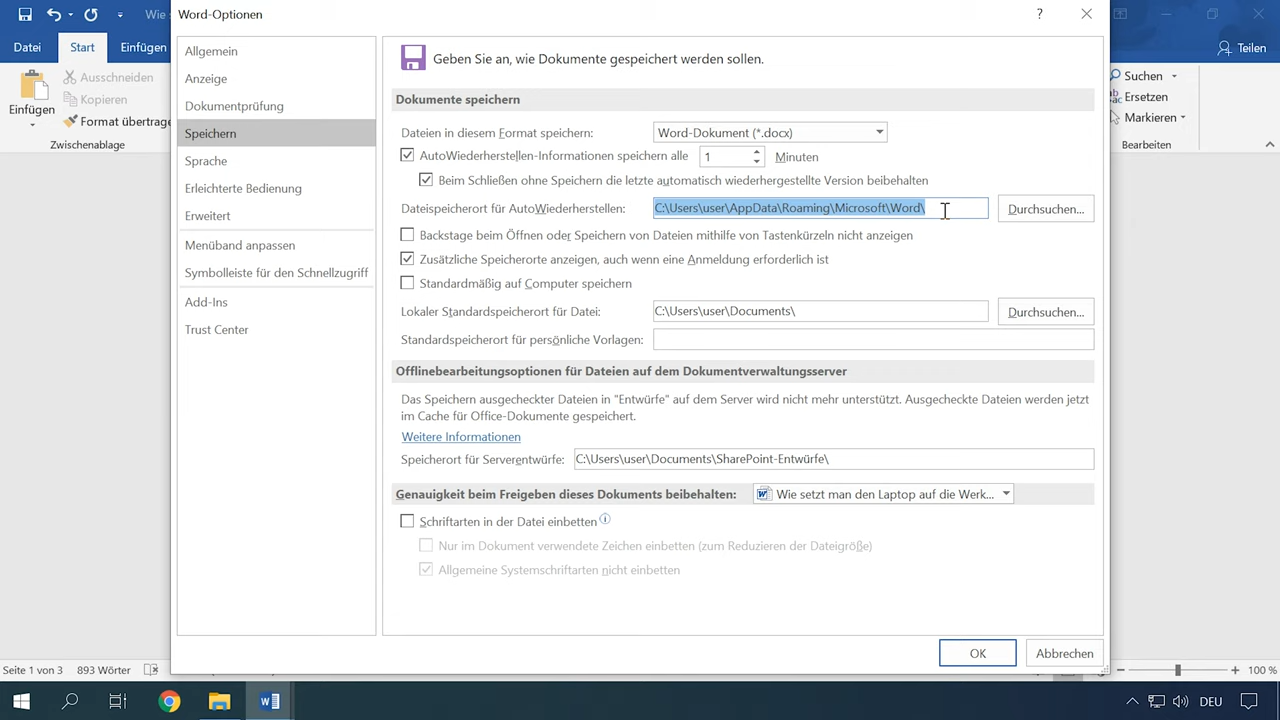 Wie s
Word-Optionen
?
Datei
Start
Einfügen
Teilen
Einfügen
Ausschneiden
Kopieren
Format übertrage
Zwischenablage
Allgemein
Anzeige
Dokumentprüfung
Speichern
Sprache
Erleichterte Bedienung
Erweitert
Menüband anpassen
Symbolleiste für den Schnellzugriff
Add-Ins
Trust Center
Geben Sie an, wie Dokumente gespeichert werden sollen.
Dokumente speichern
Dateien in diesem Format speichern: Word-Dokument (*.docx)
AutoWiederherstellen-Informationen speichern alle 1 Minuten
Beim Schließen ohne Speichern die letzte automatisch wiederhergestellte Version beibehalten
Dateispeicherort für AutoWiederherstellen: C:\Users\user\AppData\Roaming\Microsoft\Word\ Durchsuchen...
Backstage beim Öffnen oder Speichern von Dateien mithilfe von Tastenkürzeln nicht anzeigen
Zusätzliche Speicherorte anzeigen, auch wenn eine Anmeldung erforderlich ist
Standardmäßig auf Computer speichern
Lokaler Standardspeicherort für Datei: C:\Users\user\Documents\ Durchsuchen...
Standardspeicherort für persönliche Vorlagen:
Offlinebearbeitungsoptionen für Dateien auf dem Dokumentverwaltungsserver
Das Speichern ausgecheckter Dateien in "Entwürfe" auf dem Server wird nicht mehr unterstützt. Ausgecheckte Dateien werden jetzt
im Cache für Office-Dokumente gespeichert.
Weitere Informationen
Speicherort für Serverentwürfe: C:\Users\user\Documents\SharePoint-Entwürfe\
Genauigkeit beim Freigeben dieses Dokuments beibehalten: Wie setzt man den Laptop auf die Werk...
Schriftarten in der Datei einbetten
Nur im Dokument verwendete Zeichen einbetten (zum Reduzieren der Dateigröße)
Allgemeine Systemschriftarten nicht einbetten
OK
Abbrechen
Suchen
Ersetzen
Markieren
Bearbeiten
Seite 1 von 3 893 Wörter
100 %
DEU